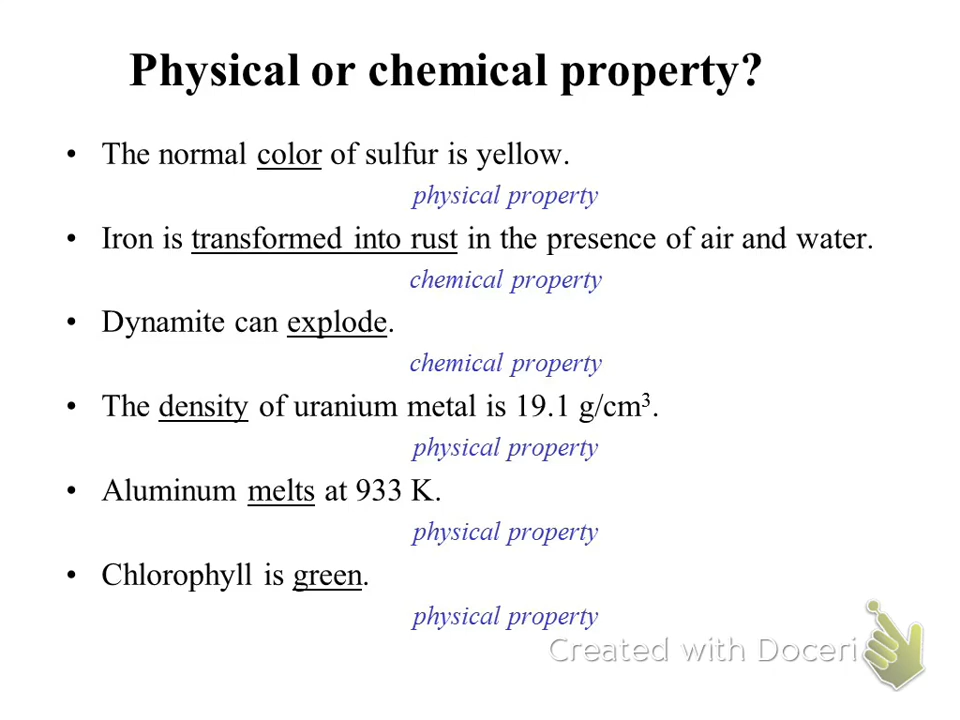 Physical or chemical property?
• The normal color of sulfur is yellow.
physical property
• Iron is transformed into rust in the presence of air and water.
chemical property
• Dynamite can explode.
chemical property
• The density of uranium metal is 19.1 g/cm³.
physical property
• Aluminum melts at 933 K.
physical property
• Chlorophyll is green.
physical property
Created with Doceri